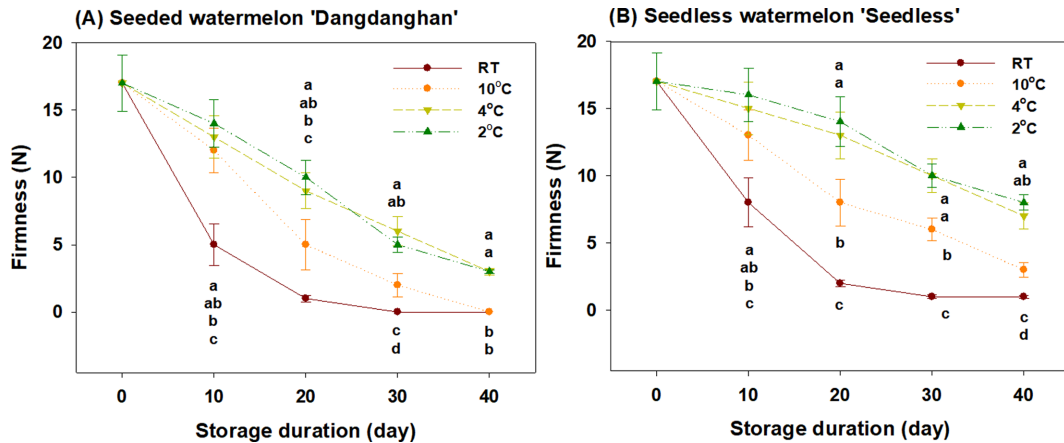 (A) Seeded watermelon 'Dangdanghan'
Firmness (N)
20
15
10
5
0
RT
10°C
4°C
2°C
a
ab
b
c
a
ab
b
c
a
ab
c
d
a
a
b
b
0
10
20
30
40
Storage duration (day)
(B) Seedless watermelon 'Seedless'
Firmness (N)
20
15
10
5
0
RT
10°C
4°C
2°C
a
ab
b
c
a
a
b
c
a
a
b
c
a
ab
c
d
0
10
20
30
40
Storage duration (day)